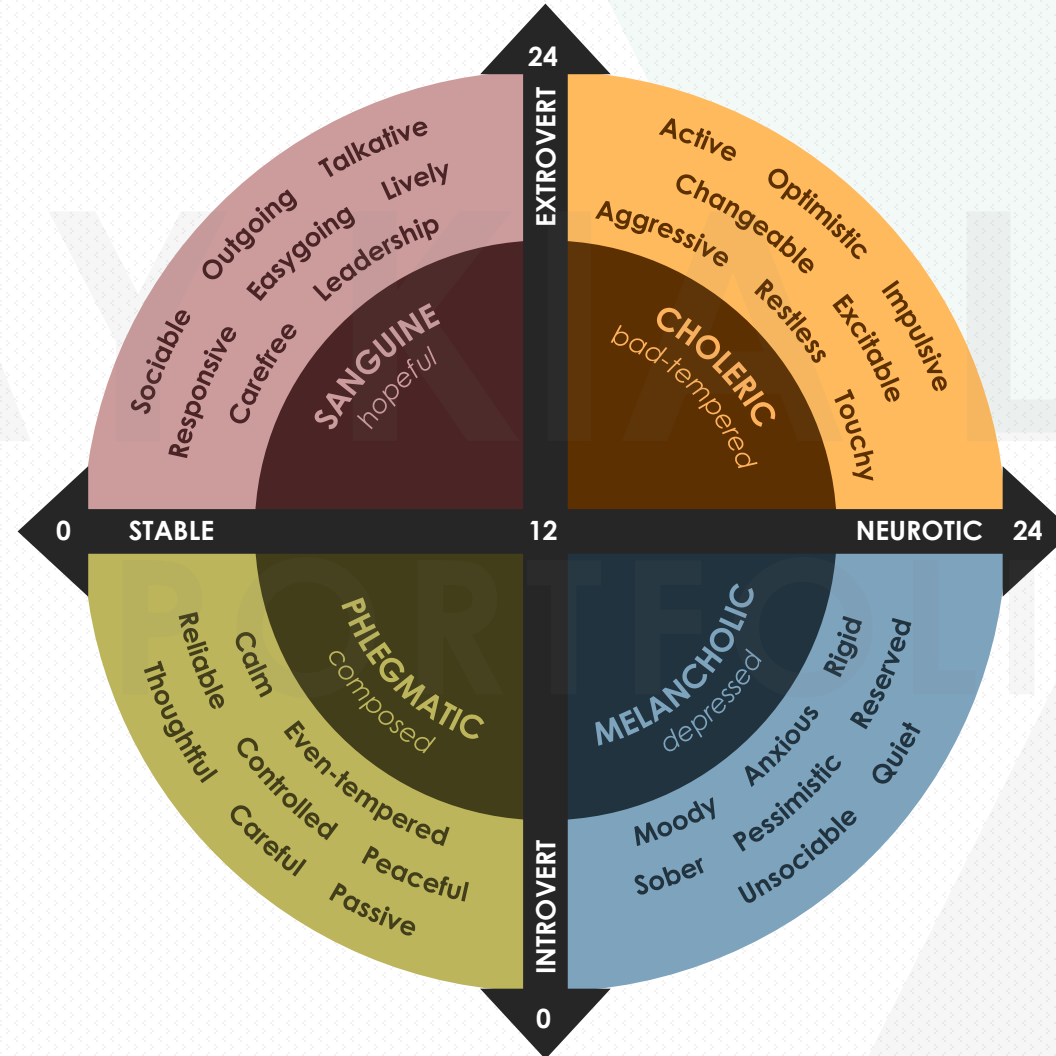 24
EXTROVERT
Talkative
Lively
Outgoing
Easygoing
Leadership
Sociable
Responsive
Carefree
SANGUINE
hopeful
Active
Optimistic
Changeable
Aggressive
Impulsive
Excitable
Restless
Touchy
CHOLERIC
bad-tempered
0
STABLE
12
NEUROTIC
24
PHLEGMATIC
composed
Calm
Reliable
Thoughtful
Even-tempered
Controlled
Careful
Peaceful
Passive
MELANCHOLIC
depressed
Rigid
Reserved
Anxious
Quiet
Pessimistic
Moody
Unsociable
Sober
INTROVERT
0